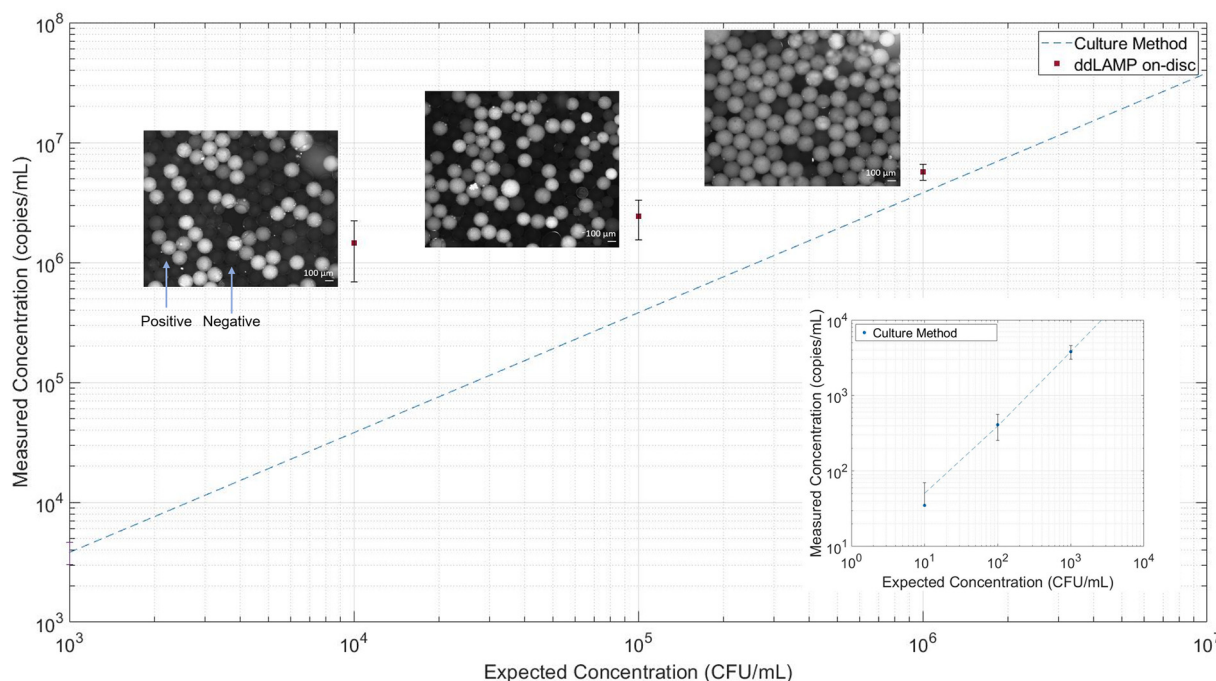 10^8
10^7
10^6
10^5
10^4
10^3
Measured Concentration (copies/mL)
10^3
10^4
10^5
10^6
10^7
Expected Concentration (CFU/mL)
Culture Method
ddLAMP on-disc
100 µm
100 µm
100 µm
Positive
Negative
Culture Method
10^4
10^3
10^2
10^1
Measured Concentration (copies/mL)
10^0
10^1
10^2
10^3
10^4
Expected Concentration (CFU/mL)